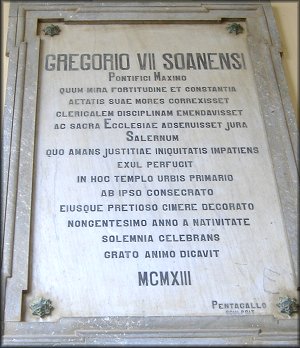 GREGORIO VII SOANENSI
PONTIFICI MAXIMO
QUUM MIRA FORTITUDINE ET CONSTANTIA
AETATIS SUAE MORES CORREXISSET
CLERICALEM DISCIPLINAM EMENDAVISSET
AC SACRA ECCLESIAE ADSERUISSET JURA
SALERNUM
QUO AMANS JUSTITIAE INIQUITATIS IMPATIENS
EXUL PERFUGIT
IN HOC TEMPLO URBIS PRIMARIO
AB IPSO CONSECRATO
EIUSQUE PRETIOSO CINERE DECORATO
NONGENTESIMO ANNO A NATIVITATE
SOLEMNIA CELEBRANS
GRATO ANIMO DICAVIT
MCMXIII
PENTAGALLO
SCULPSIT